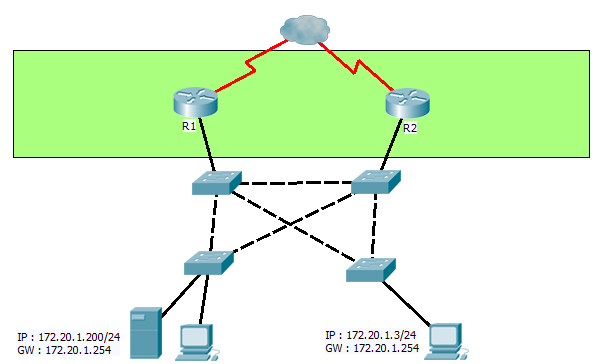 R1
R2
IP : 172.20.1.200/24
GW : 172.20.1.254
IP : 172.20.1.3/24
GW : 172.20.1.254